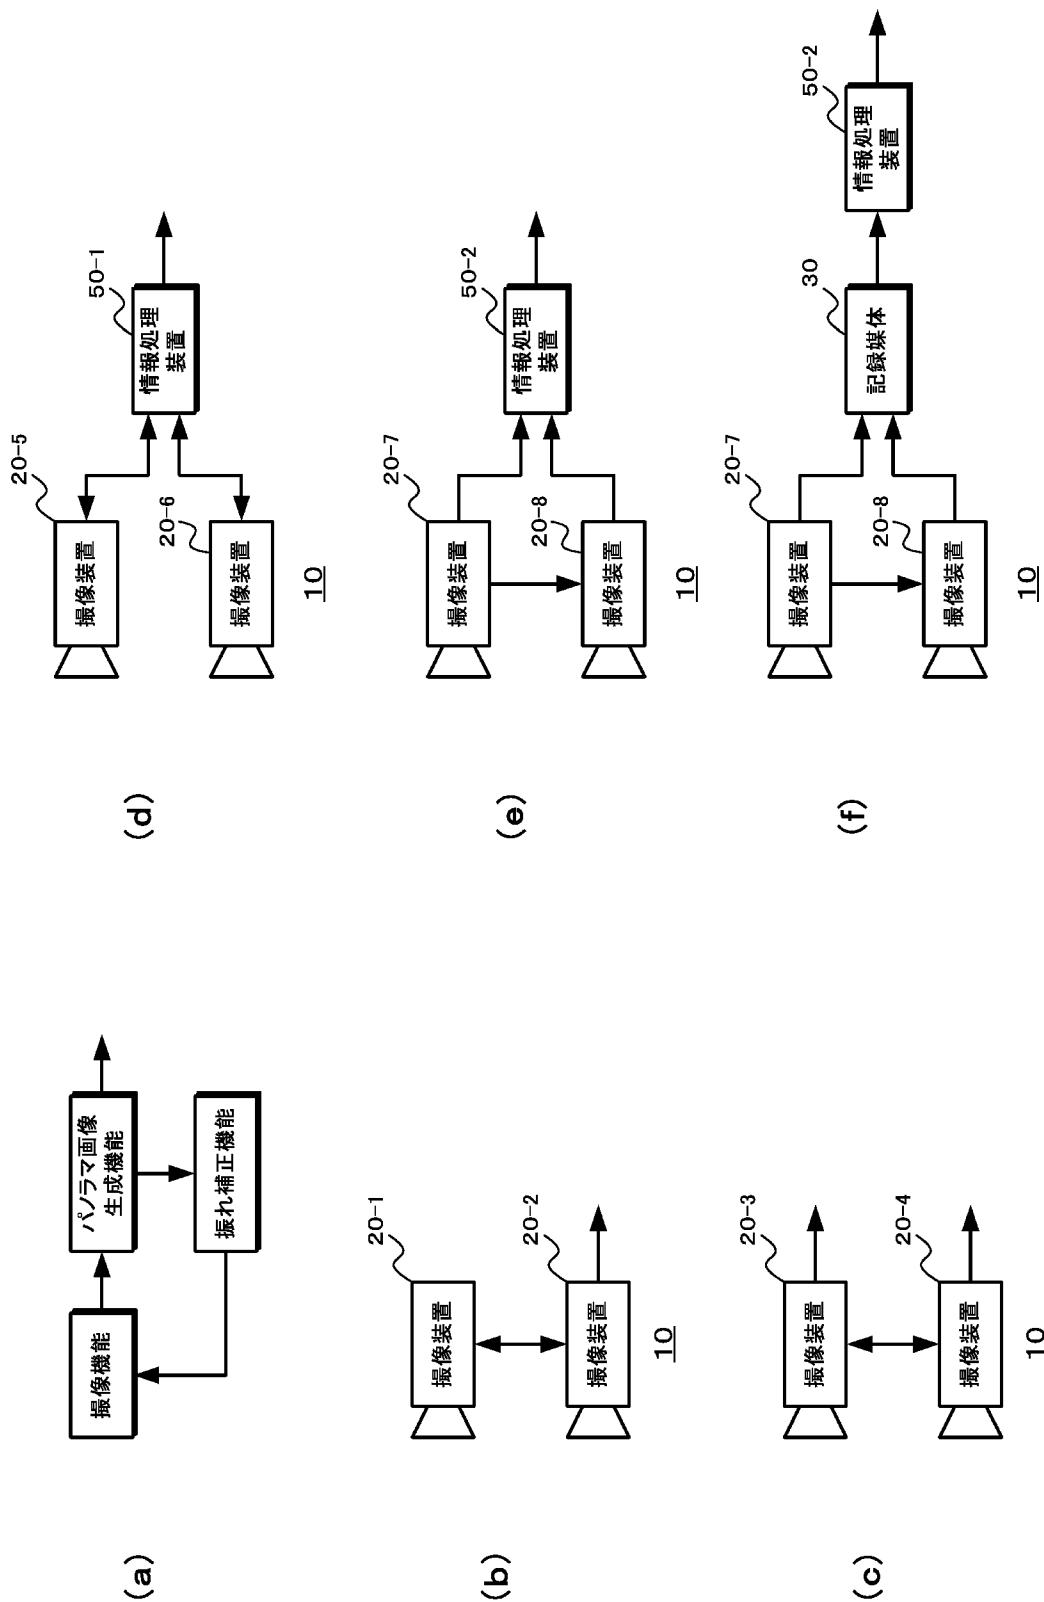 (a)
撮像機能
パノラマ画像
生成機能
振れ補正機能
(b)
20-1
撮像装置
20-2
撮像装置
10
(c)
20-3
撮像装置
20-4
撮像装置
10
(d)
20-5
撮像装置
50-1
情報処理
装置
20-6
撮像装置
10
(e)
20-7
撮像装置
50-2
情報処理
装置
20-8
撮像装置
10
(f)
20-7
撮像装置
30
記録媒体
50-2
情報処理
装置
20-8
撮像装置
10